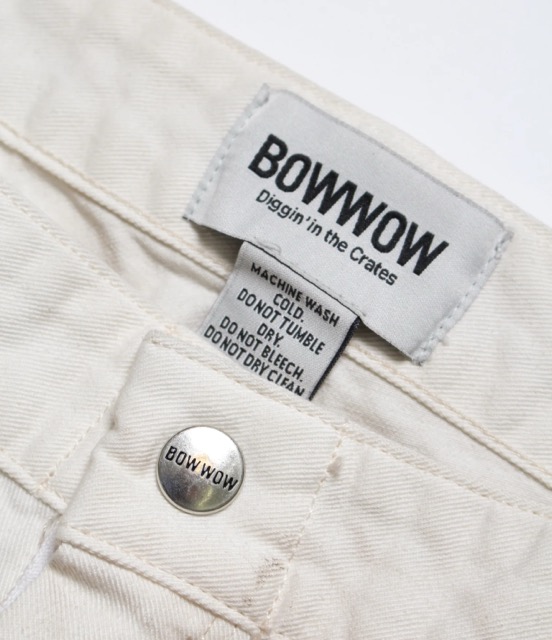 BOWWOW
Diggin' in the Crates
MACHINE WASH
COLD.
DO NOT TUMBLE
DRY.
DO NOT BLEECH.
DO NOT DRY CLEAN
BOWWOW